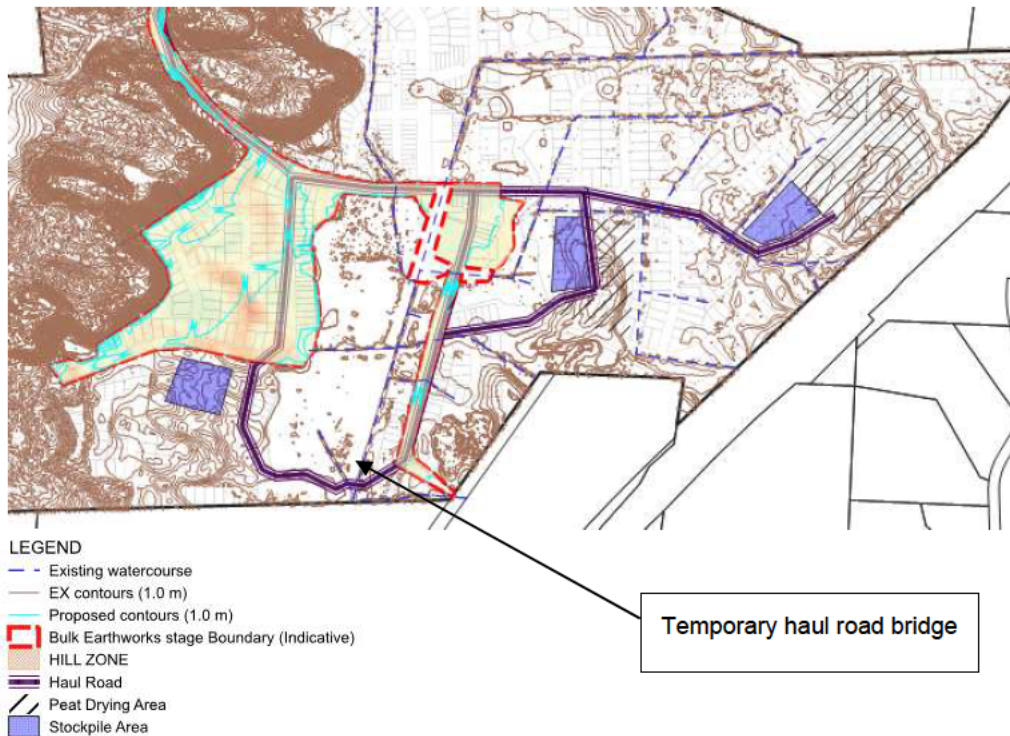 LEGEND
Existing watercourse
EX contours (1.0 m)
Proposed contours (1.0 m)
Bulk Earthworks stage Boundary (Indicative)
HILL ZONE
Haul Road
Peat Drying Area
Stockpile Area
Temporary haul road bridge